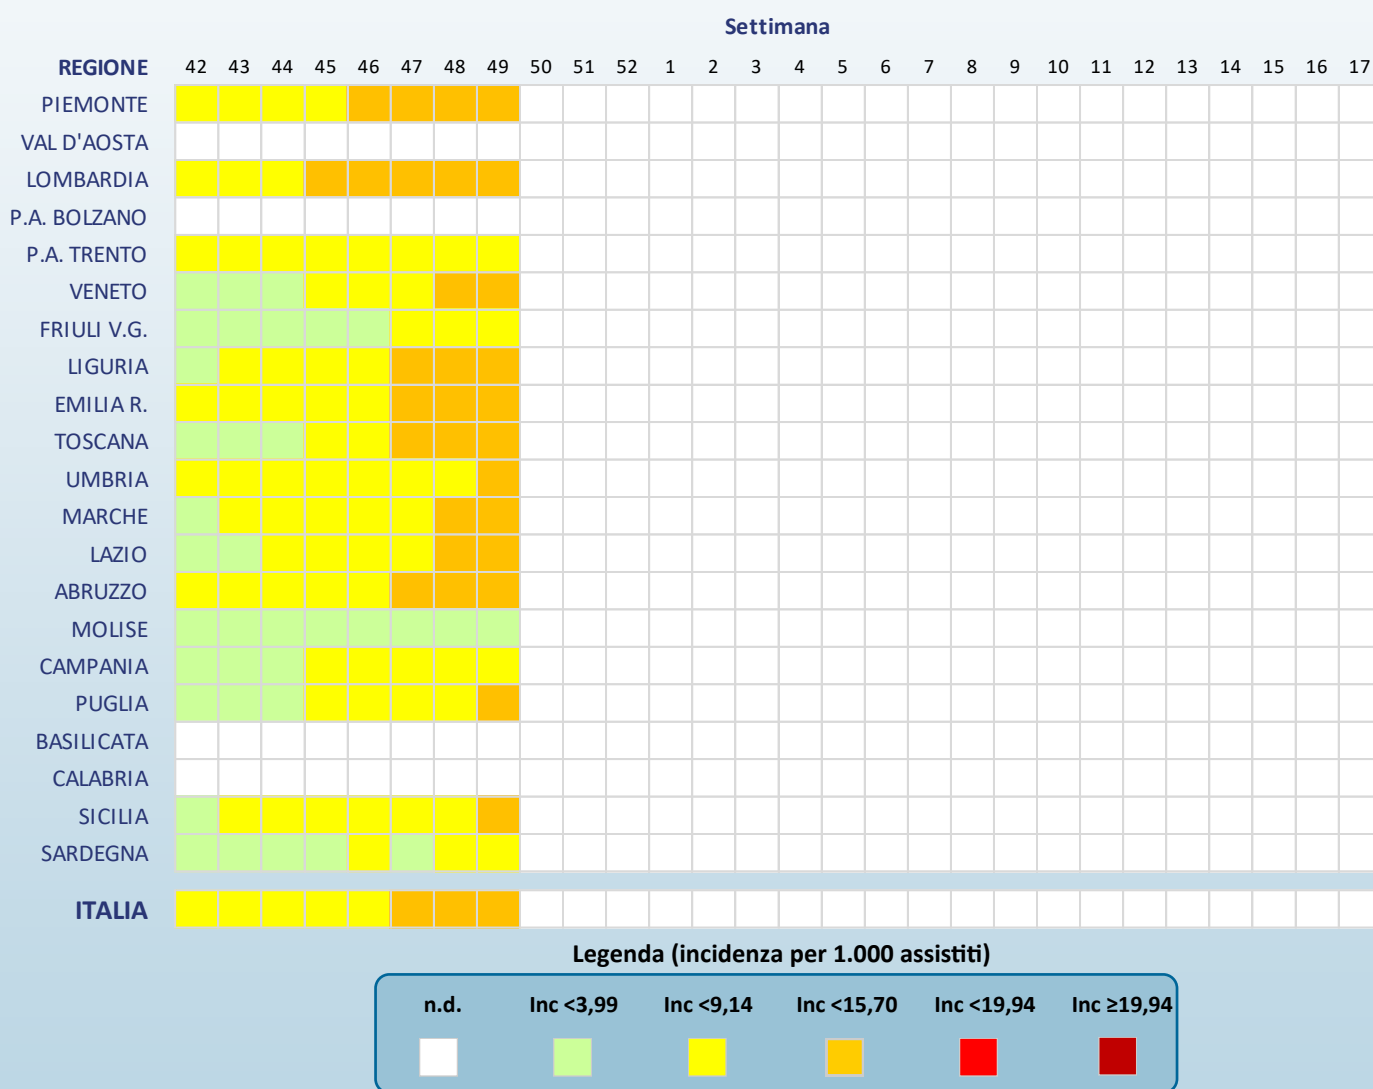 Settimana
REGIONE 42 43 44 45 46 47 48 49 50 51 52 1 2 3 4 5 6 7 8 9 10 11 12 13 14 15 16 17
PIEMONTE
VAL D'AOSTA
LOMBARDIA
P.A. BOLZANO
P.A. TRENTO
VENETO
FRIULI V.G.
LIGURIA
EMILIA R.
TOSCANA
UMBRIA
MARCHE
LAZIO
ABRUZZO
MOLISE
CAMPANIA
PUGLIA
BASILICATA
CALABRIA
SICILIA
SARDEGNA
ITALIA
Legenda (incidenza per 1.000 assistiti)
n.d. Inc <3,99 Inc <9,14 Inc <15,70 Inc <19,94 Inc ≥19,94